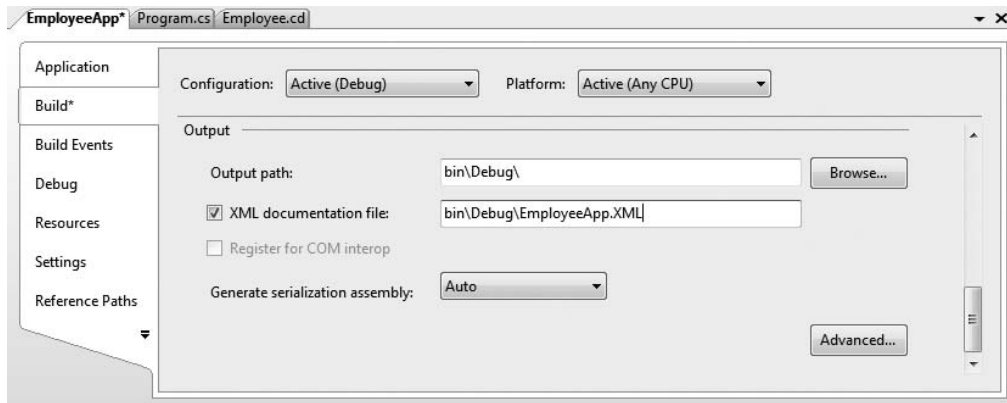 EmployeeApp* Program.cs Employee.cd
Application
Build*
Build Events
Debug
Resources
Settings
Reference Paths
Configuration: Active (Debug) Platform: Active (Any CPU)
Output
Output path: bin\Debug\ Browse...
XML documentation file: bin\Debug\EmployeeApp.XML
Register for COM interop
Generate serialization assembly: Auto
Advanced...